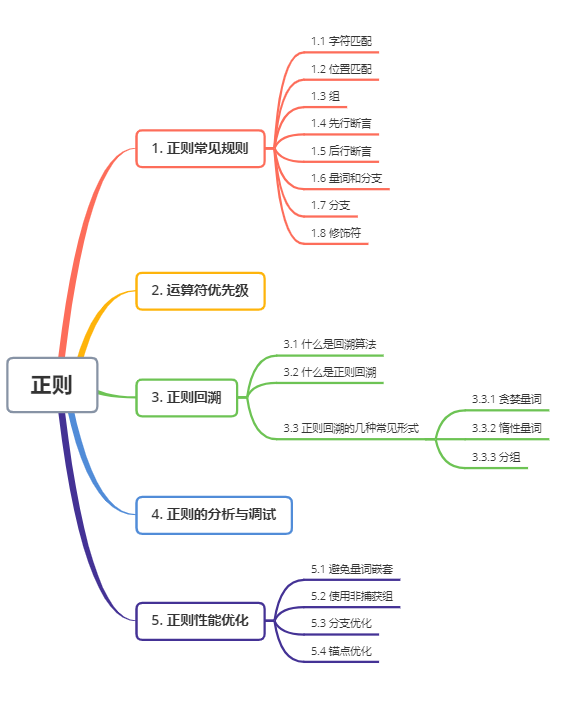 正则
1. 正则常见规则
1.1 字符匹配
1.2 位置匹配
1.3 组
1.4 先行断言
1.5 后行断言
1.6 量词和分支
1.7 分支
1.8 修饰符
2. 运算符优先级
3. 正则回溯
3.1 什么是回溯算法
3.2 什么是正则回溯
3.3 正则回溯的几种常见形式
3.3.1 贪婪量词
3.3.2 惰性量词
3.3.3 分组
4. 正则的分析与调试
5. 正则性能优化
5.1 避免量词嵌套
5.2 使用非捕获组
5.3 分支优化
5.4 锚点优化